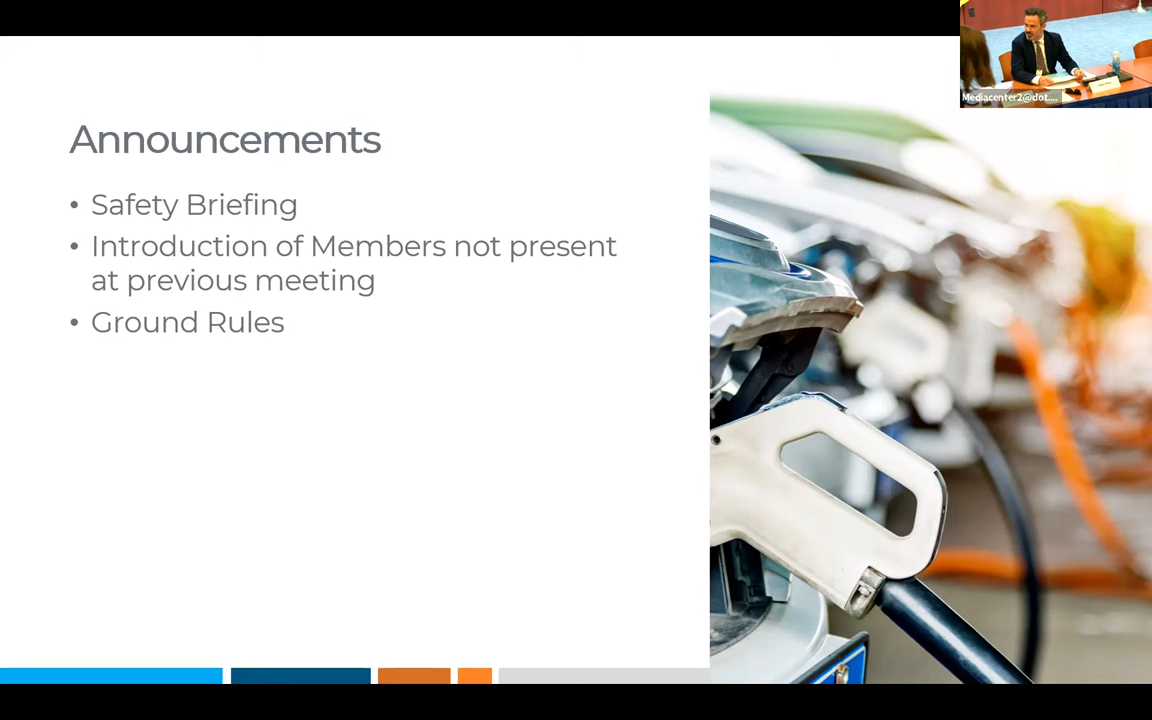 Mediacenter2@dot....
Announcements
• Safety Briefing
• Introduction of Members not present
at previous meeting
• Ground Rules